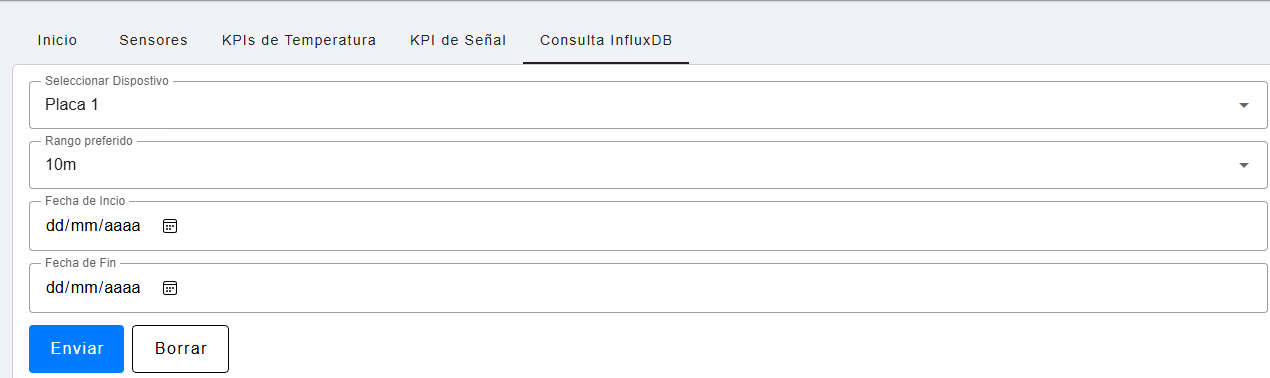 Inicio Sensores KPIs de Temperatura KPI de Señal Consulta InfluxDB
Seleccionar Dispostivo
Placa 1
Rango preferido
10m
Fecha de Incio
dd/mm/aaaa
Fecha de Fin
dd/mm/aaaa
Enviar Borrar